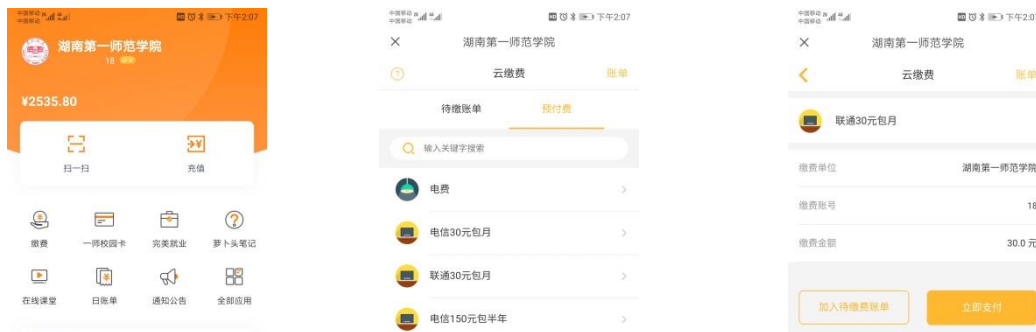 中国移动
中国移动
下午2:07
湖南第一师范学院
18
¥2535.80
扫一扫
充值
缴费
一师校园卡
完美就业
萝卜头笔记
在线课堂
日账单
通知公告
全部应用
中国移动
中国移动
下午2:07
湖南第一师范学院
云缴费
账单
待缴账单
预付费
输入关键字搜索
电费
电信30元包月
联通30元包月
电信150元包半年
中国移动
中国移动
下午2:0
湖南第一师范学院
云缴费
账单
联通30元包月
缴费单位
湖南第一师范学院
缴费账号
18
缴费金额
30.0 元
加入待缴费账单
立即支付